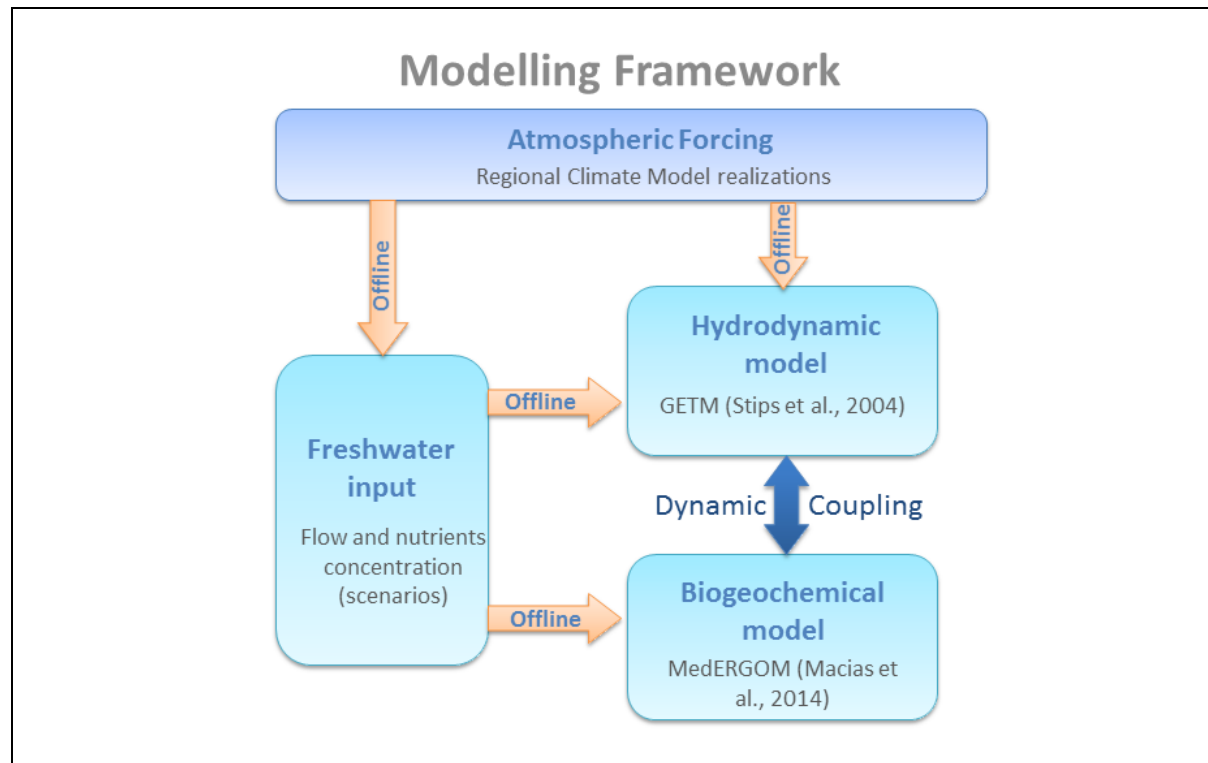 Modelling Framework
Atmospheric Forcing
Regional Climate Model realizations
Offline
Offline
Hydrodynamic
model
GETM (Stips et al., 2004)
Offline
Freshwater
input
Flow and nutrients
concentration
(scenarios)
Dynamic Coupling
Offline
Biogeochemical
model
MedERGOM (Macias et
al., 2014)